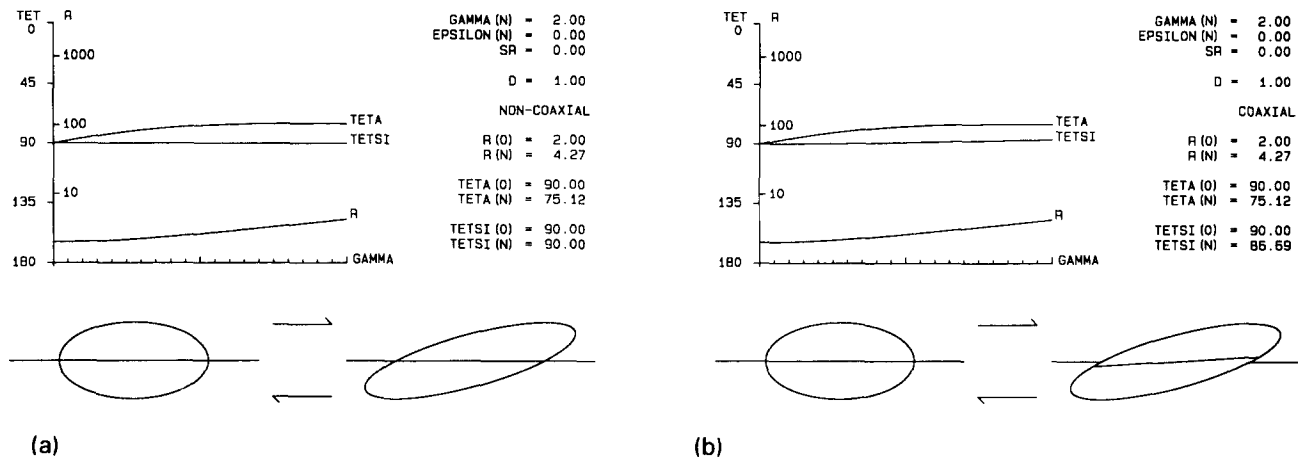 TET R
0
1000
45
100
90
10
135
180
TETA
TETSI
R
GAMMA
GAMMA (N) = 2.00
EPSILON (N) = 0.00
SR = 0.00
D = 1.00
NON-COAXIAL
R (0) = 2.00
R (N) = 4.27
TETA (0) = 90.00
TETA (N) = 75.12
TETSI (0) = 90.00
TETSI (N) = 90.00
(a)
TET R
0
1000
45
100
90
10
135
180
TETA
TETSI
R
GAMMA
GAMMA (N) = 2.00
EPSILON (N) = 0.00
SR = 0.00
D = 1.00
COAXIAL
R (0) = 2.00
R (N) = 4.27
TETA (0) = 90.00
TETA (N) = 75.12
TETSI (0) = 90.00
TETSI (N) = 86.69
(b)